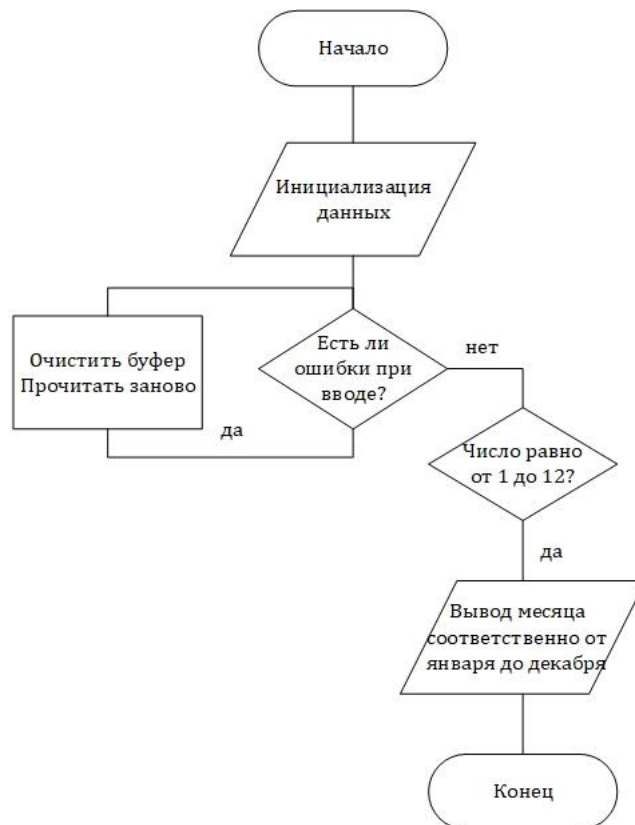 Начало
Инициализация
данных
Очистить буфер
Прочитать заново
Есть ли
ошибки при
вводе?
нет
да
Число равно
от 1 до 12?
да
Вывод месяца
соответственно от
января до декабря
Конец